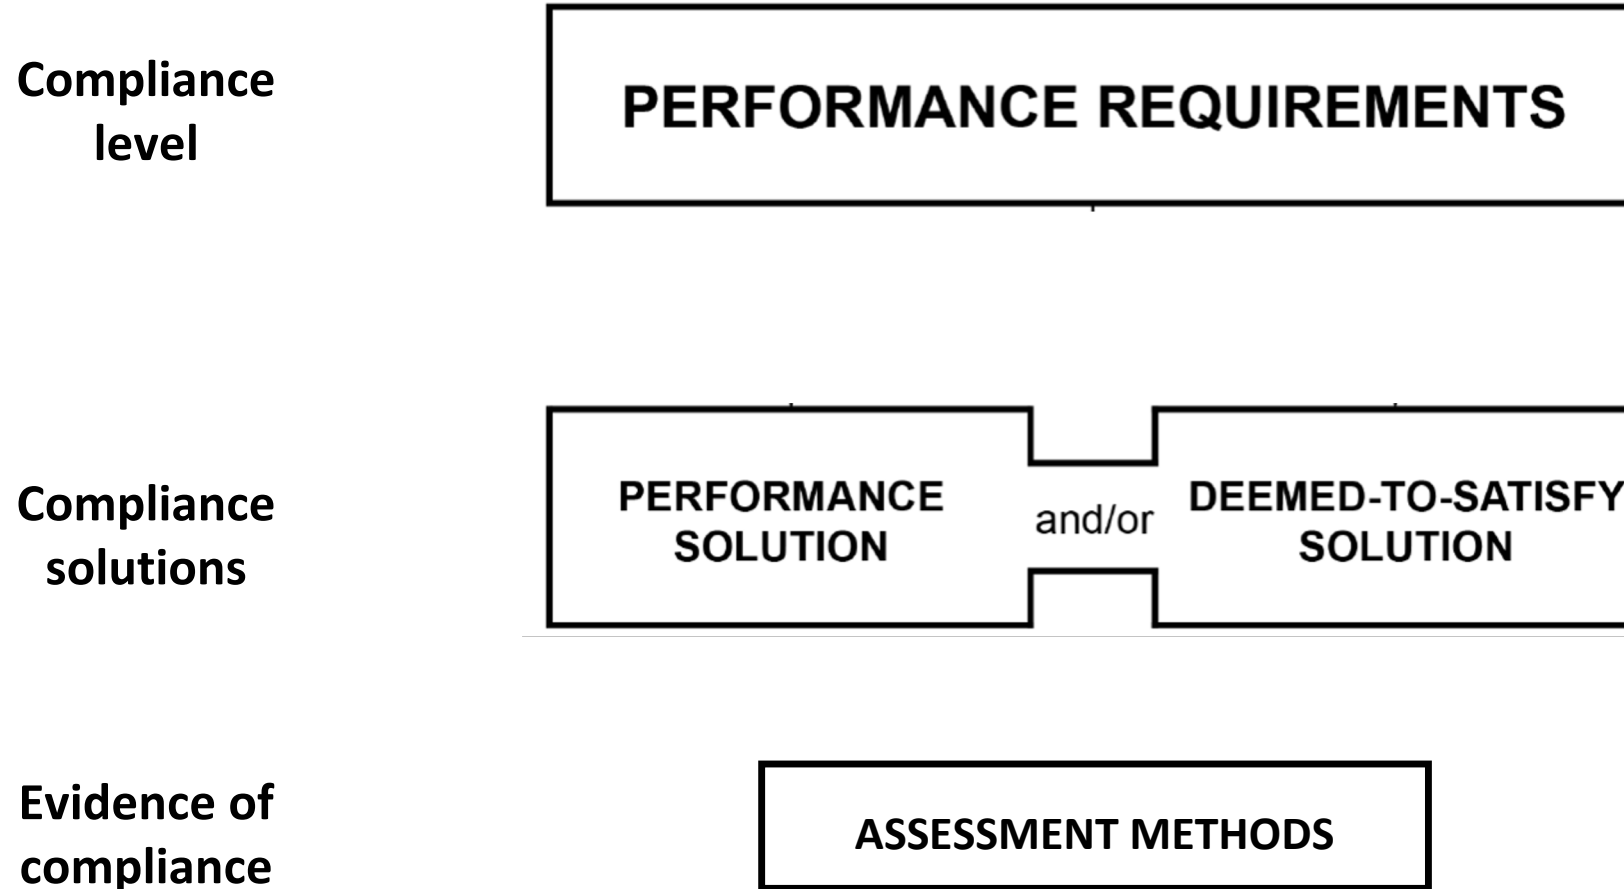 Compliance
level
PERFORMANCE REQUIREMENTS
Compliance
solutions
PERFORMANCE
SOLUTION
and/or
DEEMED-TO-SATISFY
SOLUTION
Evidence of
compliance
ASSESSMENT METHODS